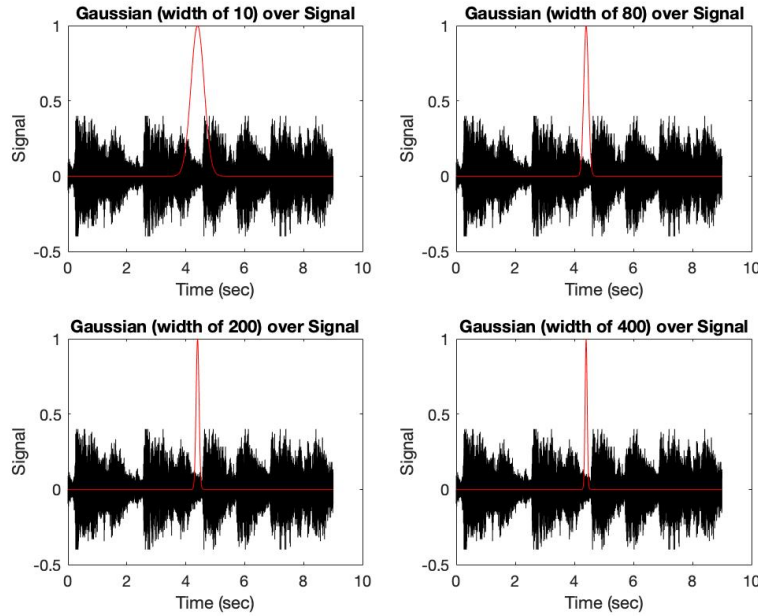 Gaussian (width of 10) over Signal
1
0.5
0
-0.5
Signal
0 2 4 6 8 10
Time (sec)
Gaussian (width of 80) over Signal
1
0.5
0
-0.5
Signal
0 2 4 6 8 10
Time (sec)
Gaussian (width of 200) over Signal
1
0.5
0
-0.5
Signal
0 2 4 6 8 10
Time (sec)
Gaussian (width of 400) over Signal
1
0.5
0
-0.5
Signal
0 2 4 6 8 10
Time (sec)